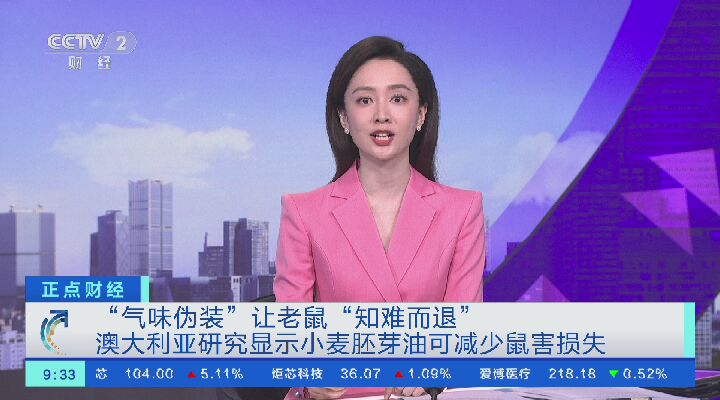 CCTV 2
财经
正点财经
“气味伪装”让老鼠“知难而退”
澳大利亚研究显示小麦胚芽油可减少鼠害损失
9:33 芯 104.00 ▲ 5.11% 炬芯科技 36.07 ▲ 1.09% 爱博医疗 218.18 ▼ 0.52%